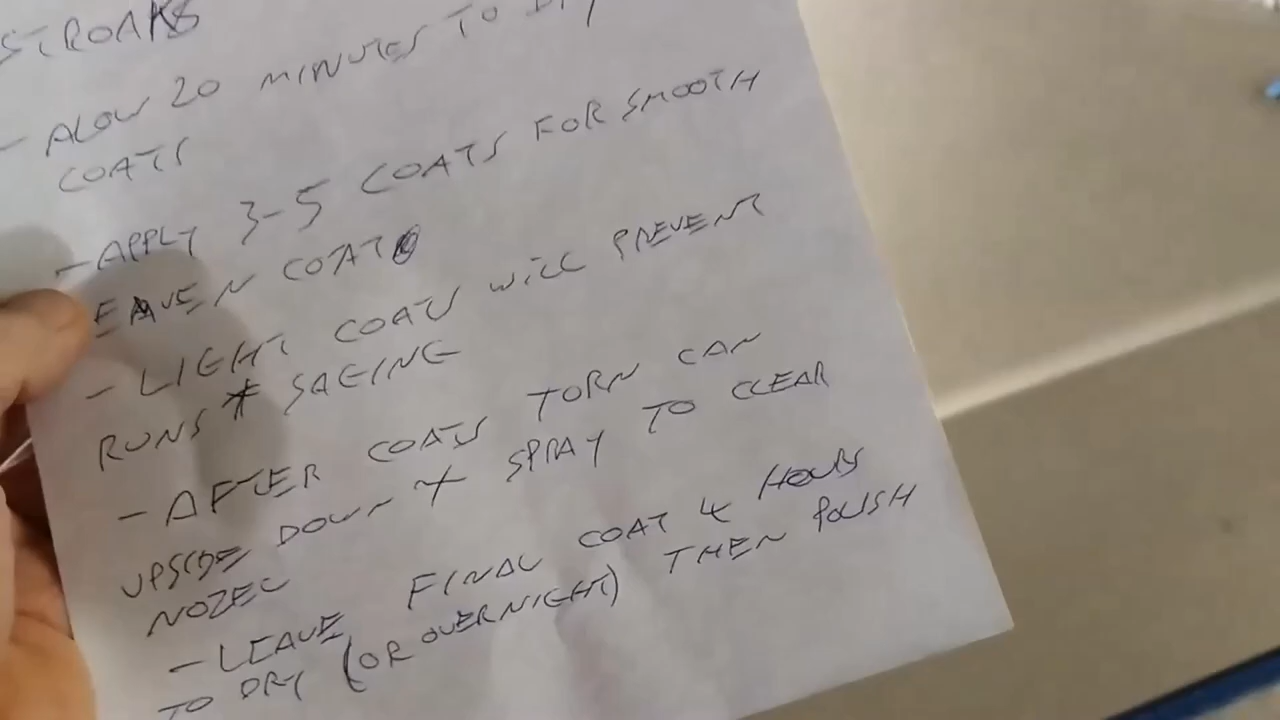 STROAKS
- ALOW 20 MINUTES TO DRY
COATS
- APPLY 3-5 COATS FOR SMOOTH
EAVEN COAT
- LIGHT COATS WILL PREVENT
RUNS + SAGING
- AFTER COATS TORN CAN
UPSIDE DOWN + SPRAY TO CLEAR
NOZEL
- LEAVE FINAL COAT 4 HOURS
TO DRY (OR OVERNIGHT) THEN POLISH